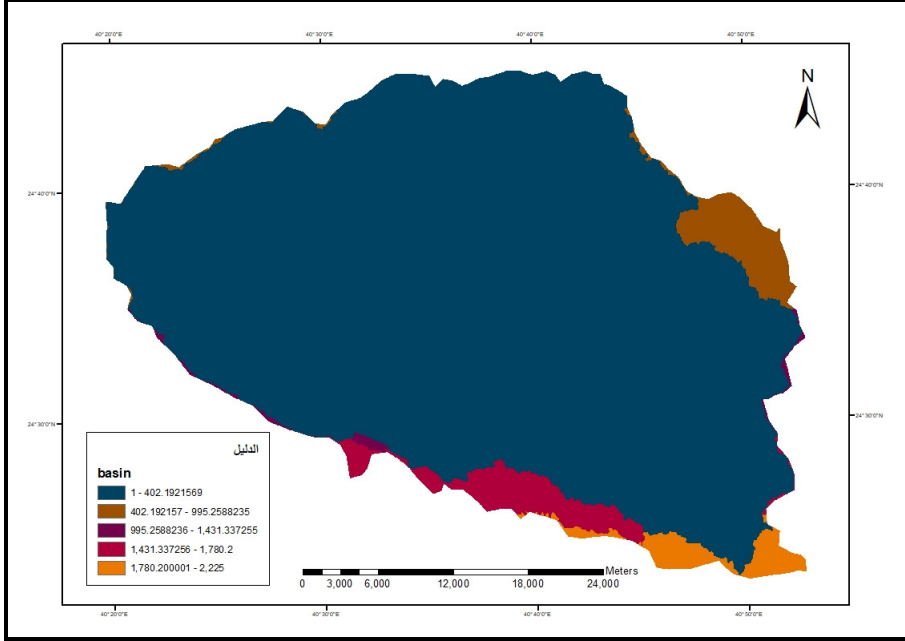 40°20'0"E 40°30'0"E 40°40'0"E 40°50'0"E
N
24°40'0"N 24°40'0"N
24°30'0"N 24°30'0"N
الدليل
basin
1 - 402.1921569
402.192157 - 995.2588235
995.2588236 - 1,431.337255
1,431.337256 - 1,780.2
1,780.200001 - 2,225
Meters
0 3,000 6,000 12,000 18,000 24,000
40°20'0"E 40°30'0"E 40°40'0"E 40°50'0"E